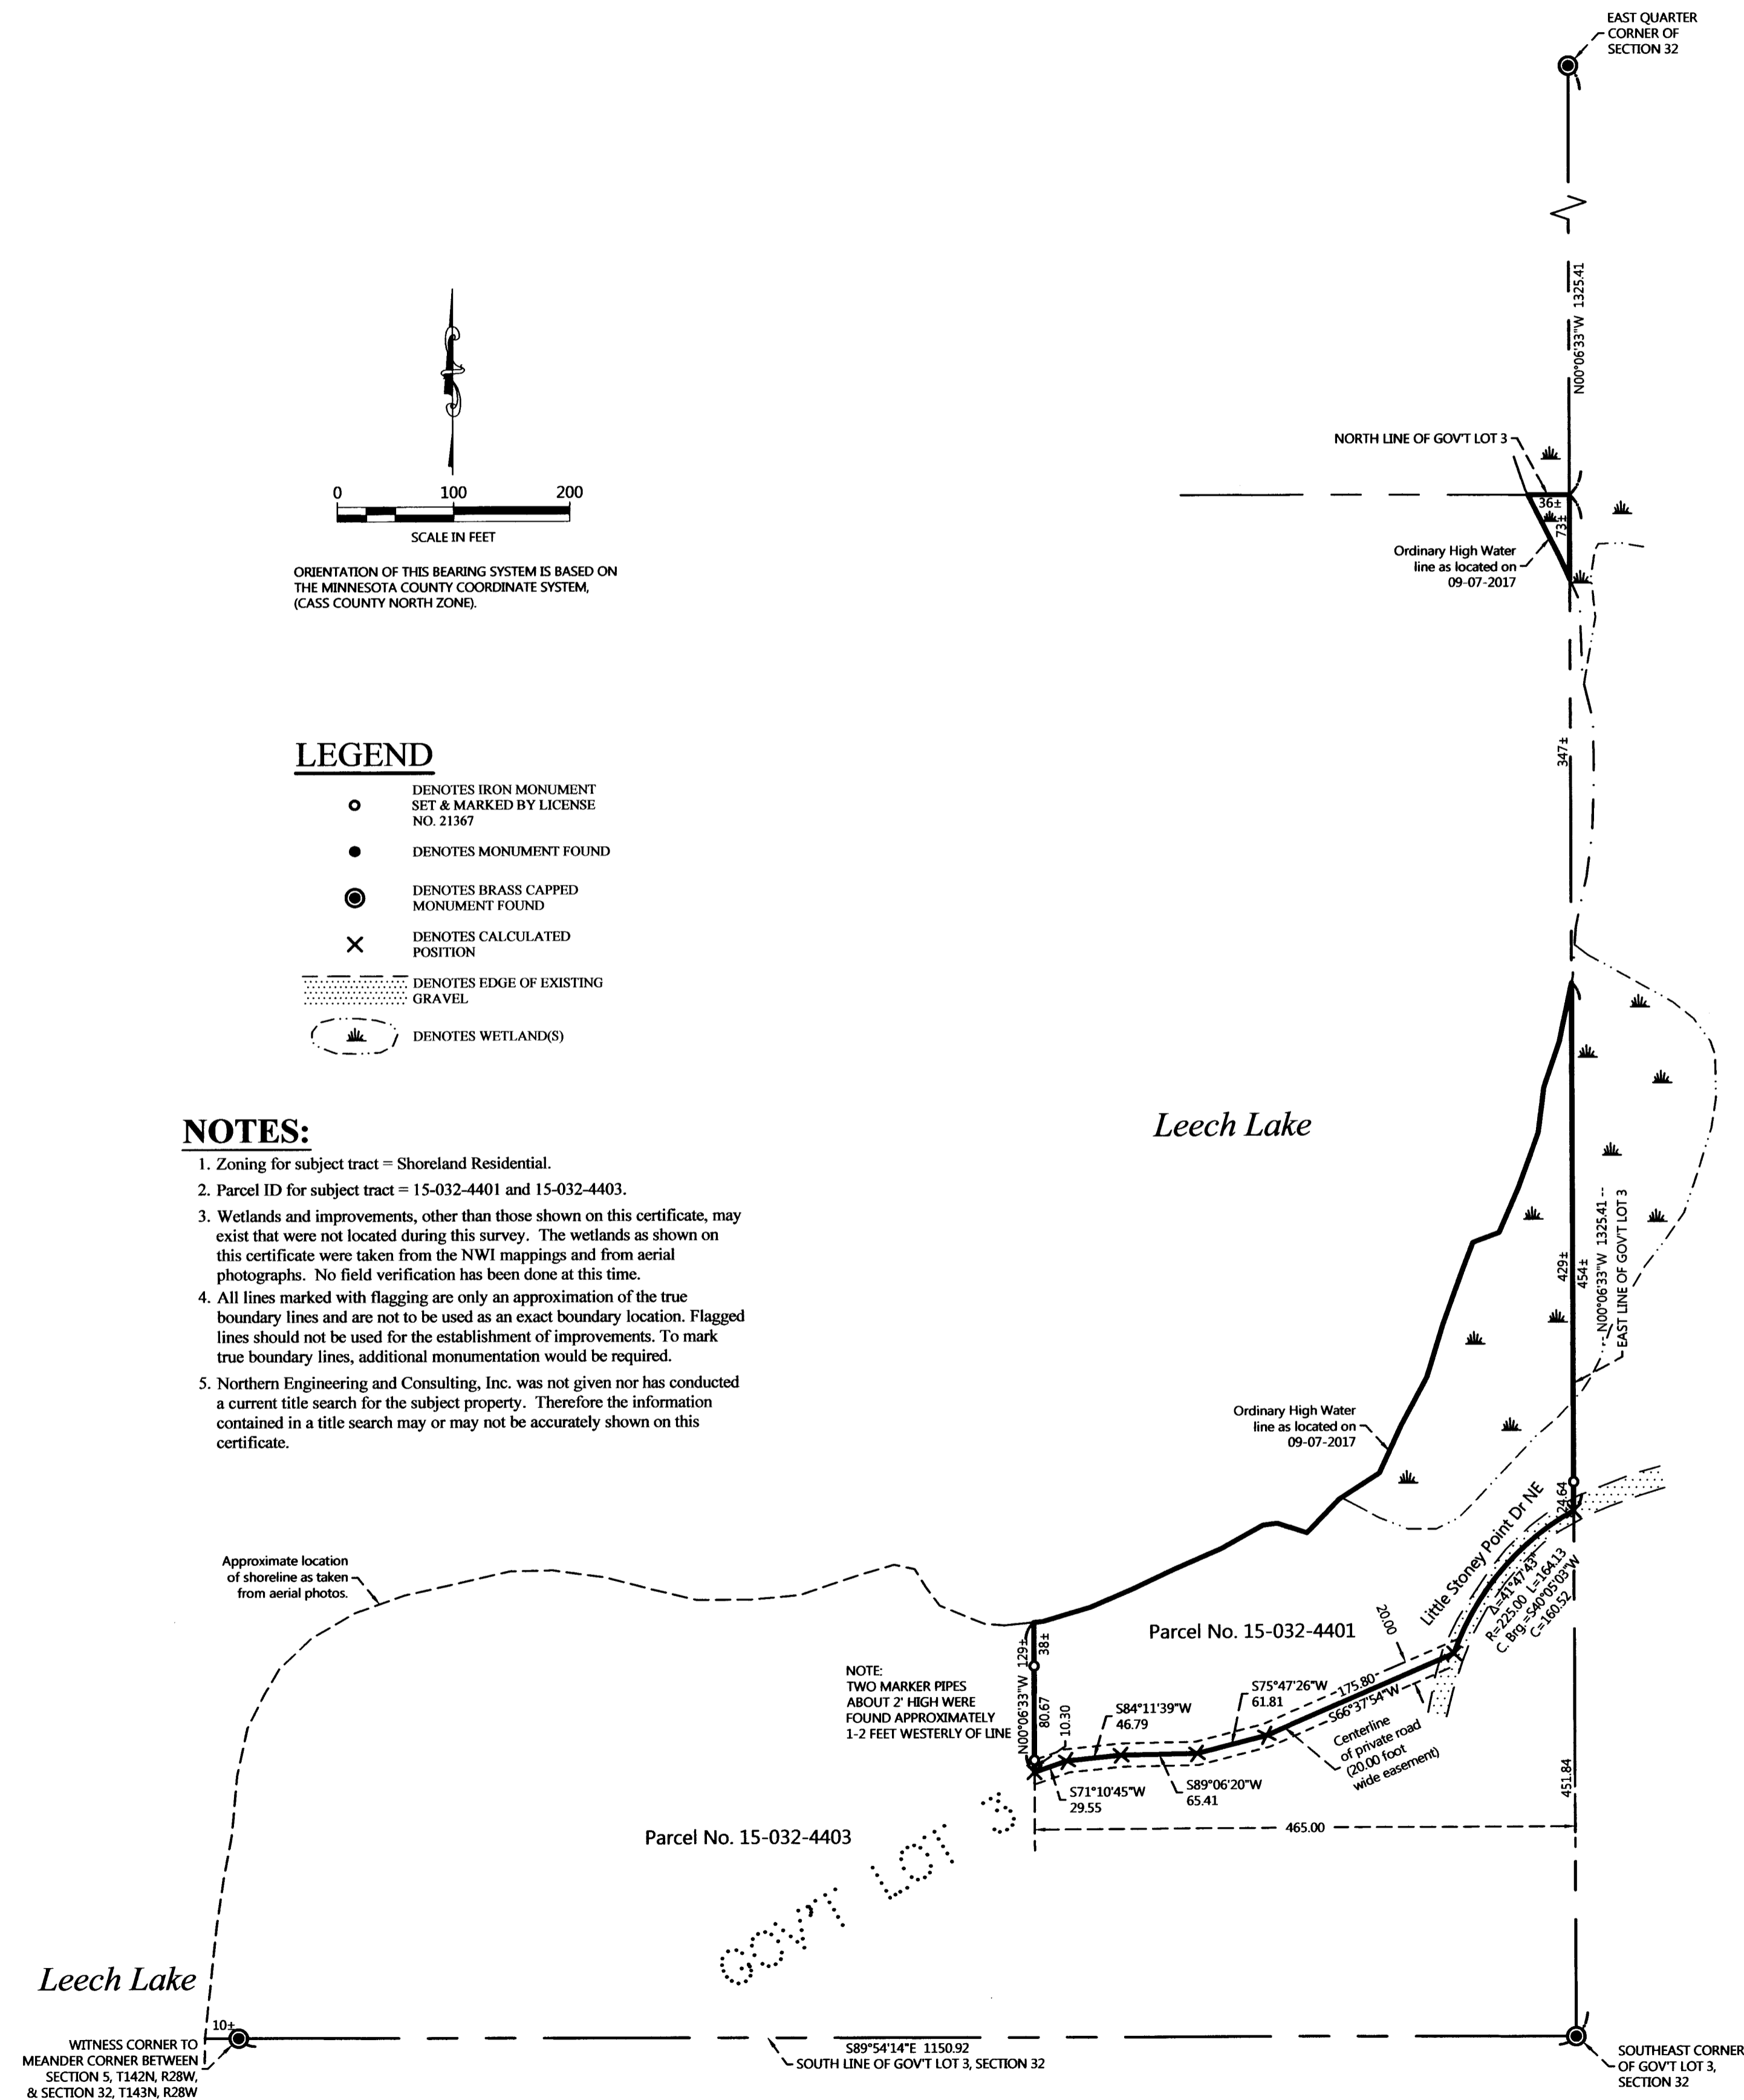 EAST QUARTER
CORNER OF
SECTION 32
N00°06'33"W 1325.41
NORTH LINE OF GOV'T LOT 3
36±
73±
Ordinary High Water
line as located on
09-07-2017
0 100 200
SCALE IN FEET
ORIENTATION OF THIS BEARING SYSTEM IS BASED ON
THE MINNESOTA COUNTY COORDINATE SYSTEM,
(CASS COUNTY NORTH ZONE).
347±
LEGEND
DENOTES IRON MONUMENT
SET & MARKED BY LICENSE
NO. 21367
DENOTES MONUMENT FOUND
DENOTES BRASS CAPPED
MONUMENT FOUND
DENOTES CALCULATED
POSITION
DENOTES EDGE OF EXISTING
GRAVEL
DENOTES WETLAND(S)
NOTES:
1. Zoning for subject tract = Shoreland Residential.
2. Parcel ID for subject tract = 15-032-4401 and 15-032-4403.
3. Wetlands and improvements, other than those shown on this certificate, may
exist that were not located during this survey. The wetlands as shown on
this certificate were taken from the NWI mappings and from aerial
photographs. No field verification has been done at this time.
4. All lines marked with flagging are only an approximation of the true
boundary lines and are not to be used as an exact boundary location. Flagged
lines should not be used for the establishment of improvements. To mark
true boundary lines, additional monumentation would be required.
5. Northern Engineering and Consulting, Inc. was not given nor has conducted
a current title search for the subject property. Therefore the information
contained in a title search may or may not be accurately shown on this
certificate.
Leech Lake
429±
454±
-- N00°06'33"W 1325.41 --
EAST LINE OF GOV'T LOT 3
Ordinary High Water
line as located on
09-07-2017
24.64
Little Stoney Point Dr NE
Δ=41°47'43"
R=225.00 L=164.13
C. Brg.=S40°05'03"W
C=160.52
Approximate location
of shoreline as taken
from aerial photos.
Parcel No. 15-032-4401
20.00
NOTE:
TWO MARKER PIPES
ABOUT 2' HIGH WERE
FOUND APPROXIMATELY
1-2 FEET WESTERLY OF LINE
N00°06'33"W 129±
38±
80.67
10.30
S84°11'39"W
46.79
S75°47'26"W
61.81
175.80
S66°37'54"W
Centerline
of private road
(20.00 foot
wide easement)
S71°10'45"W
29.55
S89°06'20"W
65.41
465.00
451.84
Parcel No. 15-032-4403
GOV'T LOT 3
Leech Lake
10±
WITNESS CORNER TO
MEANDER CORNER BETWEEN
SECTION 5, T142N, R28W,
& SECTION 32, T143N, R28W
S89°54'14"E 1150.92
SOUTH LINE OF GOV'T LOT 3, SECTION 32
SOUTHEAST CORNER
OF GOV'T LOT 3,
SECTION 32